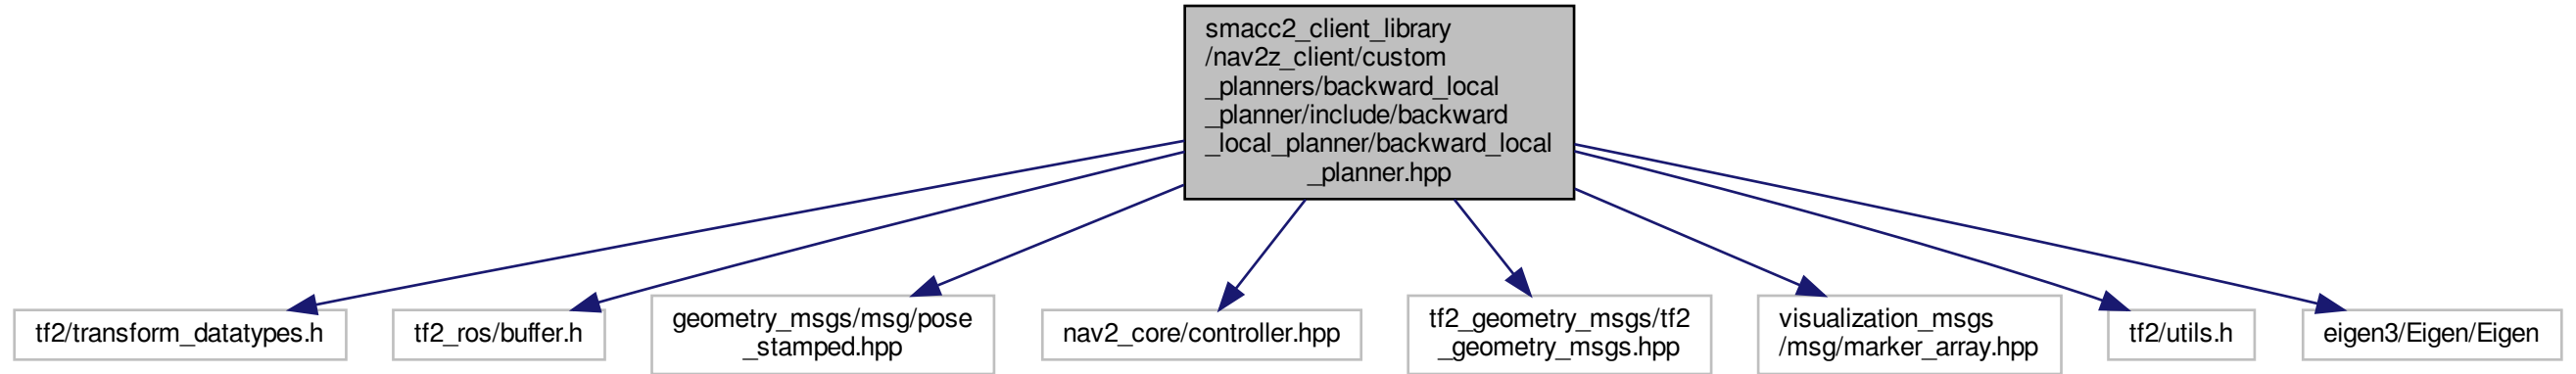 smacc2_client_library
/nav2z_client/custom
_planners/backward_local
_planner/include/backward
_local_planner/backward_local
_planner.hpp
tf2/transform_datatypes.h
tf2_ros/buffer.h
geometry_msgs/msg/pose
_stamped.hpp
nav2_core/controller.hpp
tf2_geometry_msgs/tf2
_geometry_msgs.hpp
visualization_msgs
/msg/marker_array.hpp
tf2/utils.h
eigen3/Eigen/Eigen